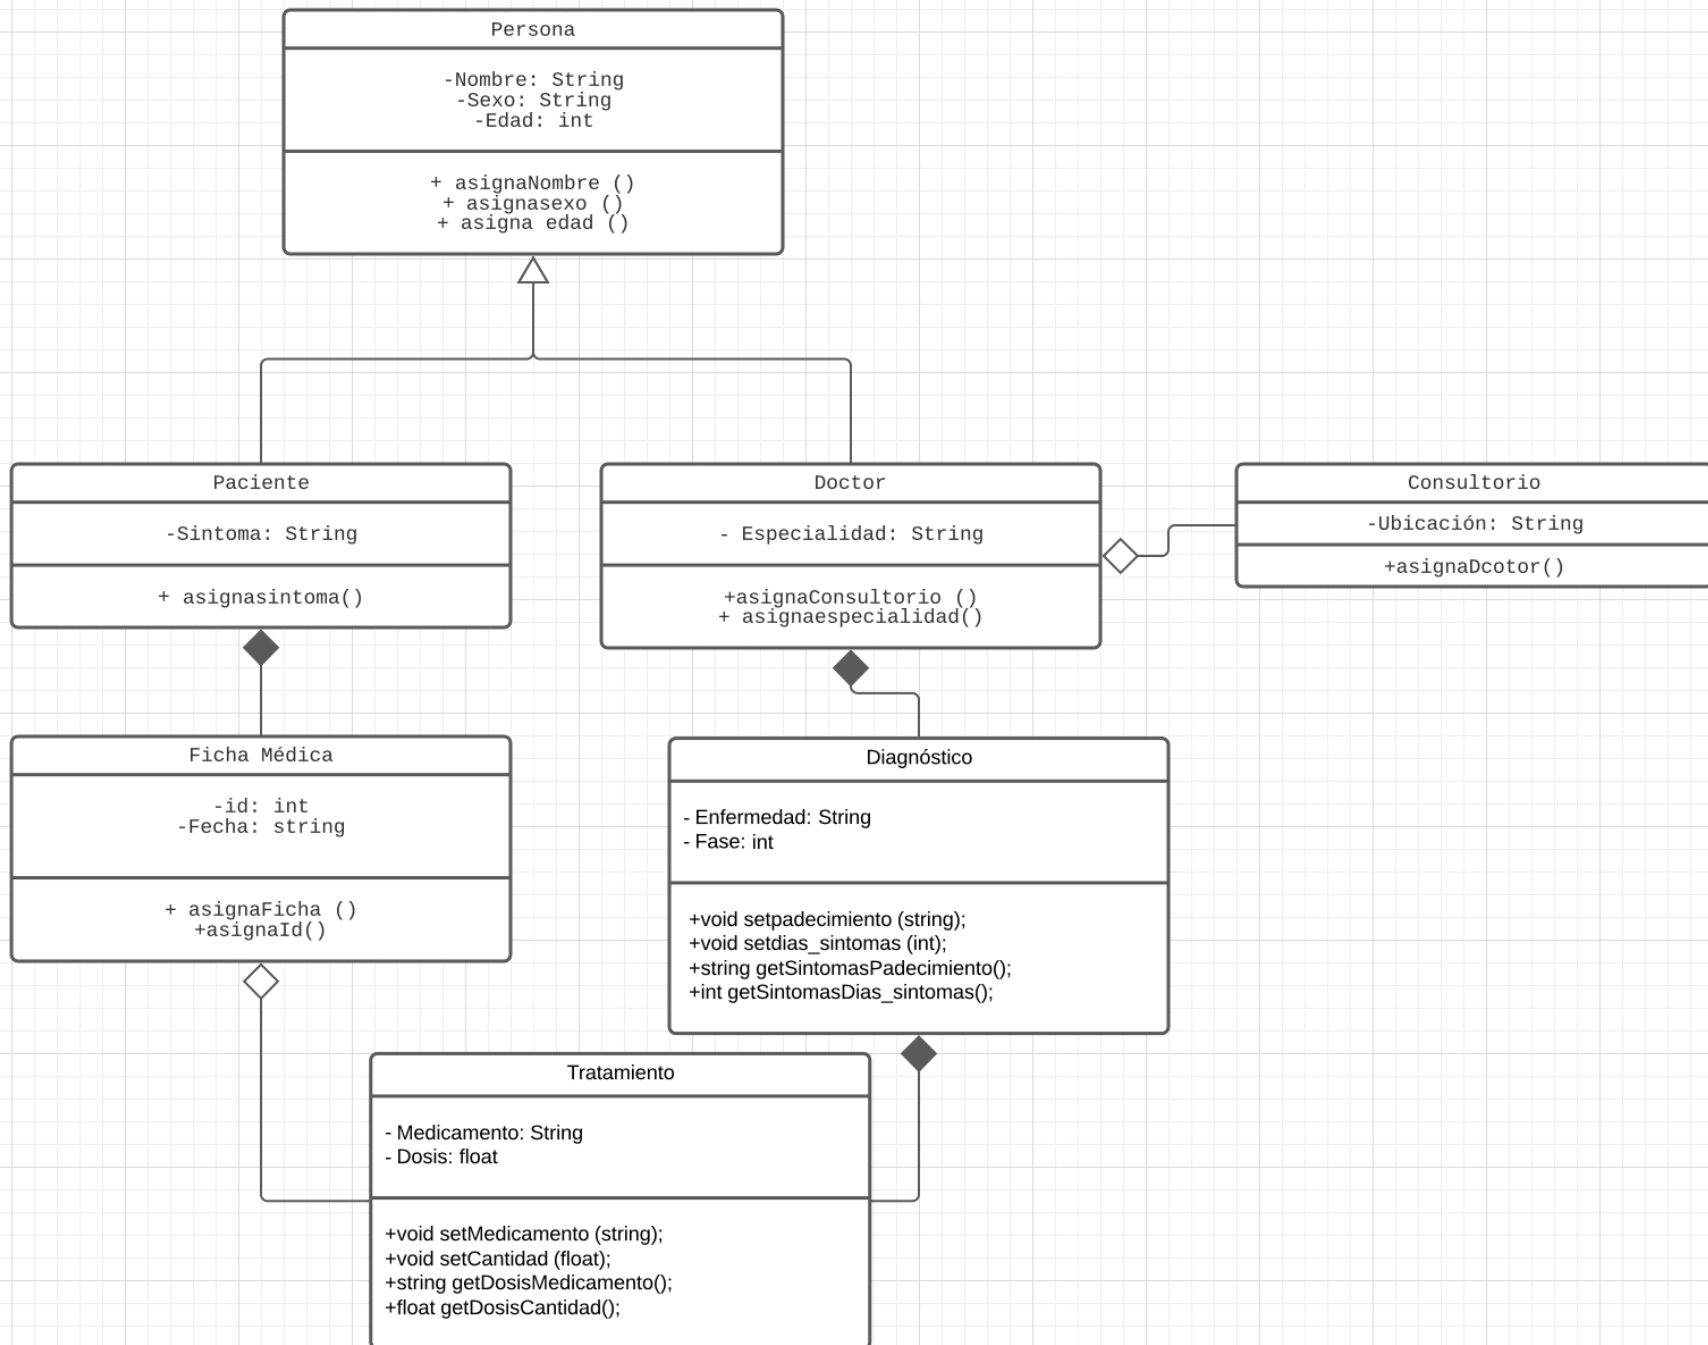 Persona
-Nombre: String
-Sexo: String
-Edad: int
+ asignaNombre ()
+ asignasexo ()
+ asigna edad ()
Paciente
-Sintoma: String
+ asignasintoma()
Doctor
- Especialidad: String
+asignaConsultorio ()
+ asignaespecialidad()
Consultorio
-Ubicación: String
+asignaDcotor()
Ficha Médica
-id: int
-Fecha: string
+ asignaFicha ()
+asignaId()
Diagnóstico
- Enfermedad: String
- Fase: int
+void setpadecimiento (string);
+void setdias_sintomas (int);
+string getSintomasPadecimiento();
+int getSintomasDias_sintomas();
Tratamiento
- Medicamento: String
- Dosis: float
+void setMedicamento (string);
+void setCantidad (float);
+string getDosisMedicamento();
+float getDosisCantidad();